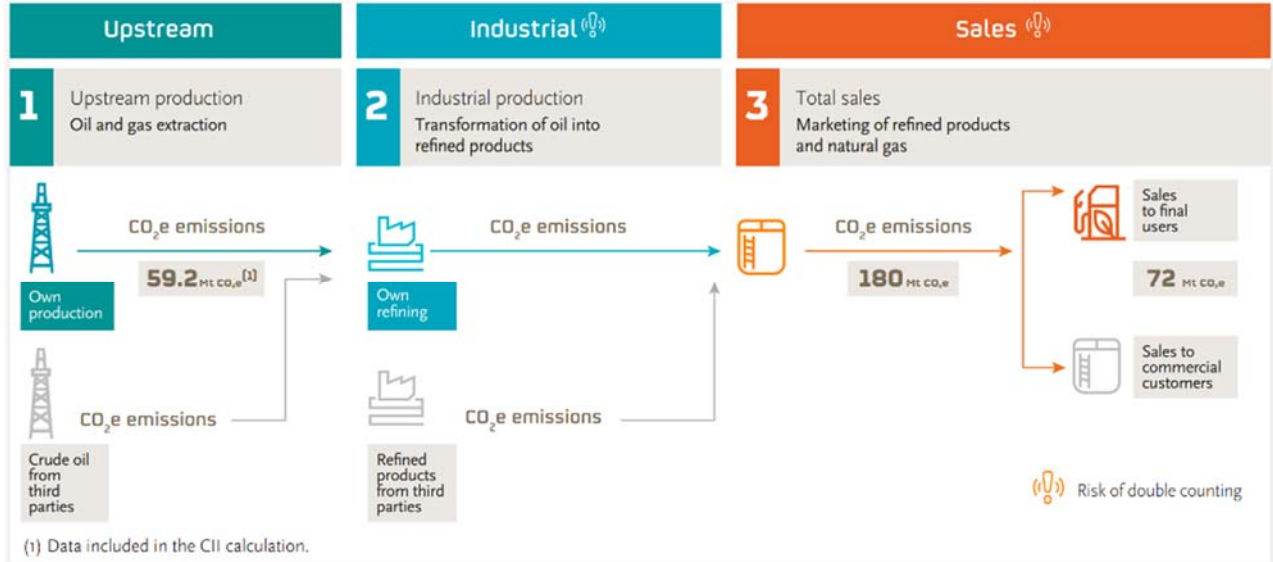 Upstream
Industrial
Sales
1
Upstream production
Oil and gas extraction
2
Industrial production
Transformation of oil into
refined products
3
Total sales
Marketing of refined products
and natural gas
CO₂e emissions
59.2 Mt CO₂e⁽¹⁾
Own
production
CO₂e emissions
Own
refining
CO₂e emissions
180 Mt CO₂e
Sales
to final
users
72 Mt CO₂e
Sales to
commercial
customers
CO₂e emissions
Crude oil
from
third
parties
CO₂e emissions
Refined
products
from third
parties
Risk of double counting
(1) Data included in the CII calculation.